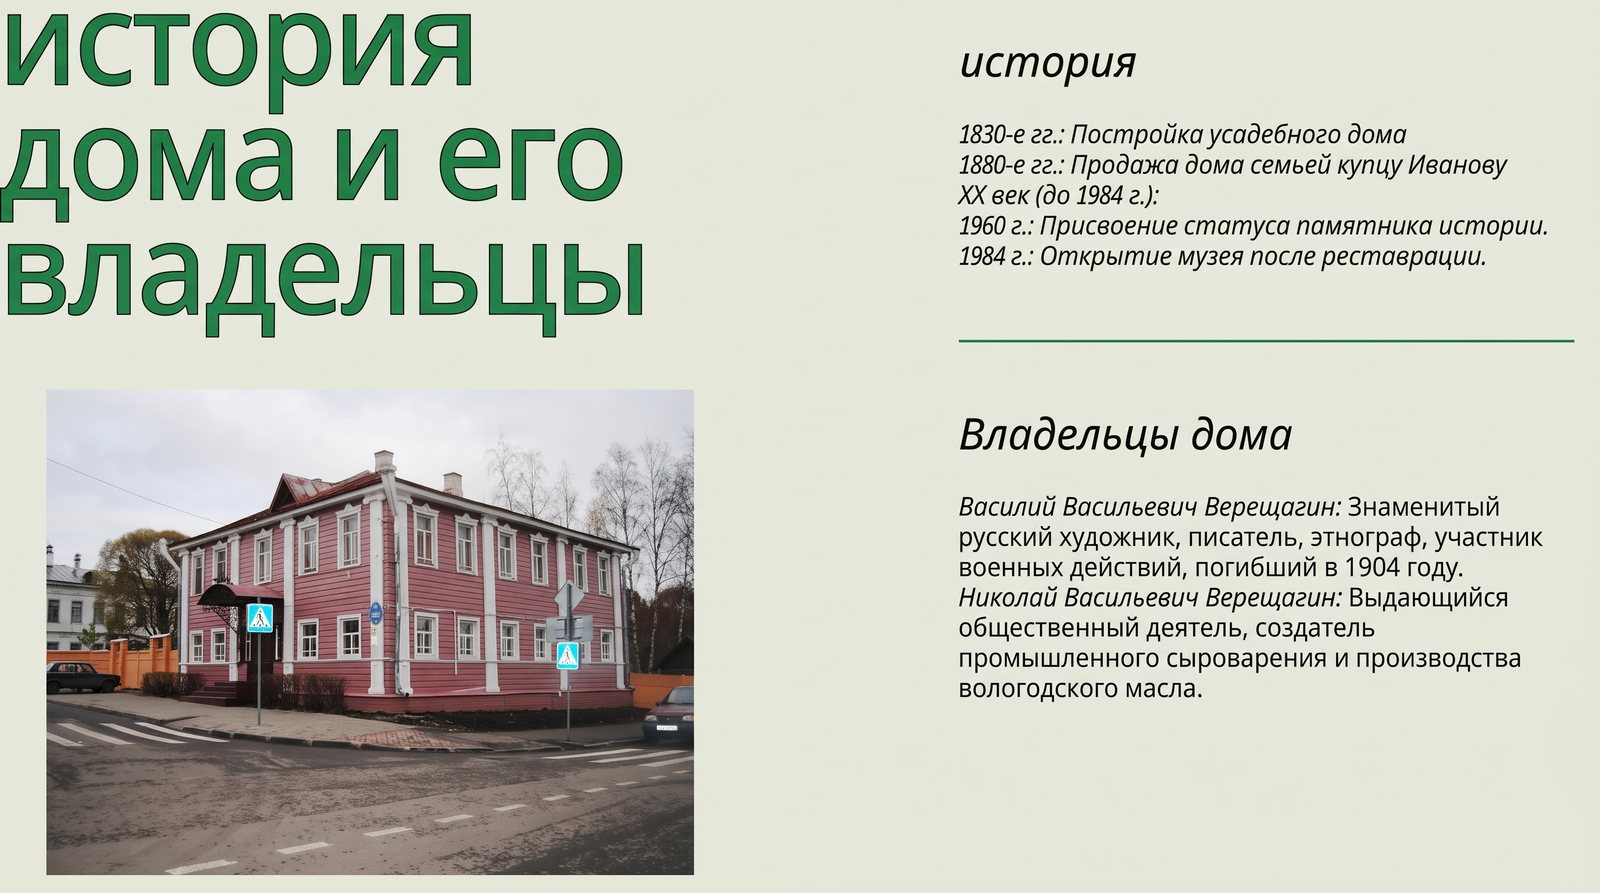 история
дома и его
владельцы
история
1830-е гг.: Постройка усадебного дома
1880-е гг.: Продажа дома семьей купцу Иванову
XX век (до 1984 г.):
1960 г.: Присвоение статуса памятника истории.
1984 г.: Открытие музея после реставрации.
Владельцы дома
Василий Васильевич Верещагин: Знаменитый
русский художник, писатель, этнограф, участник
военных действий, погибший в 1904 году.
Николай Васильевич Верещагин: Выдающийся
общественный деятель, создатель
промышленного сыроварения и производства
вологодского масла.